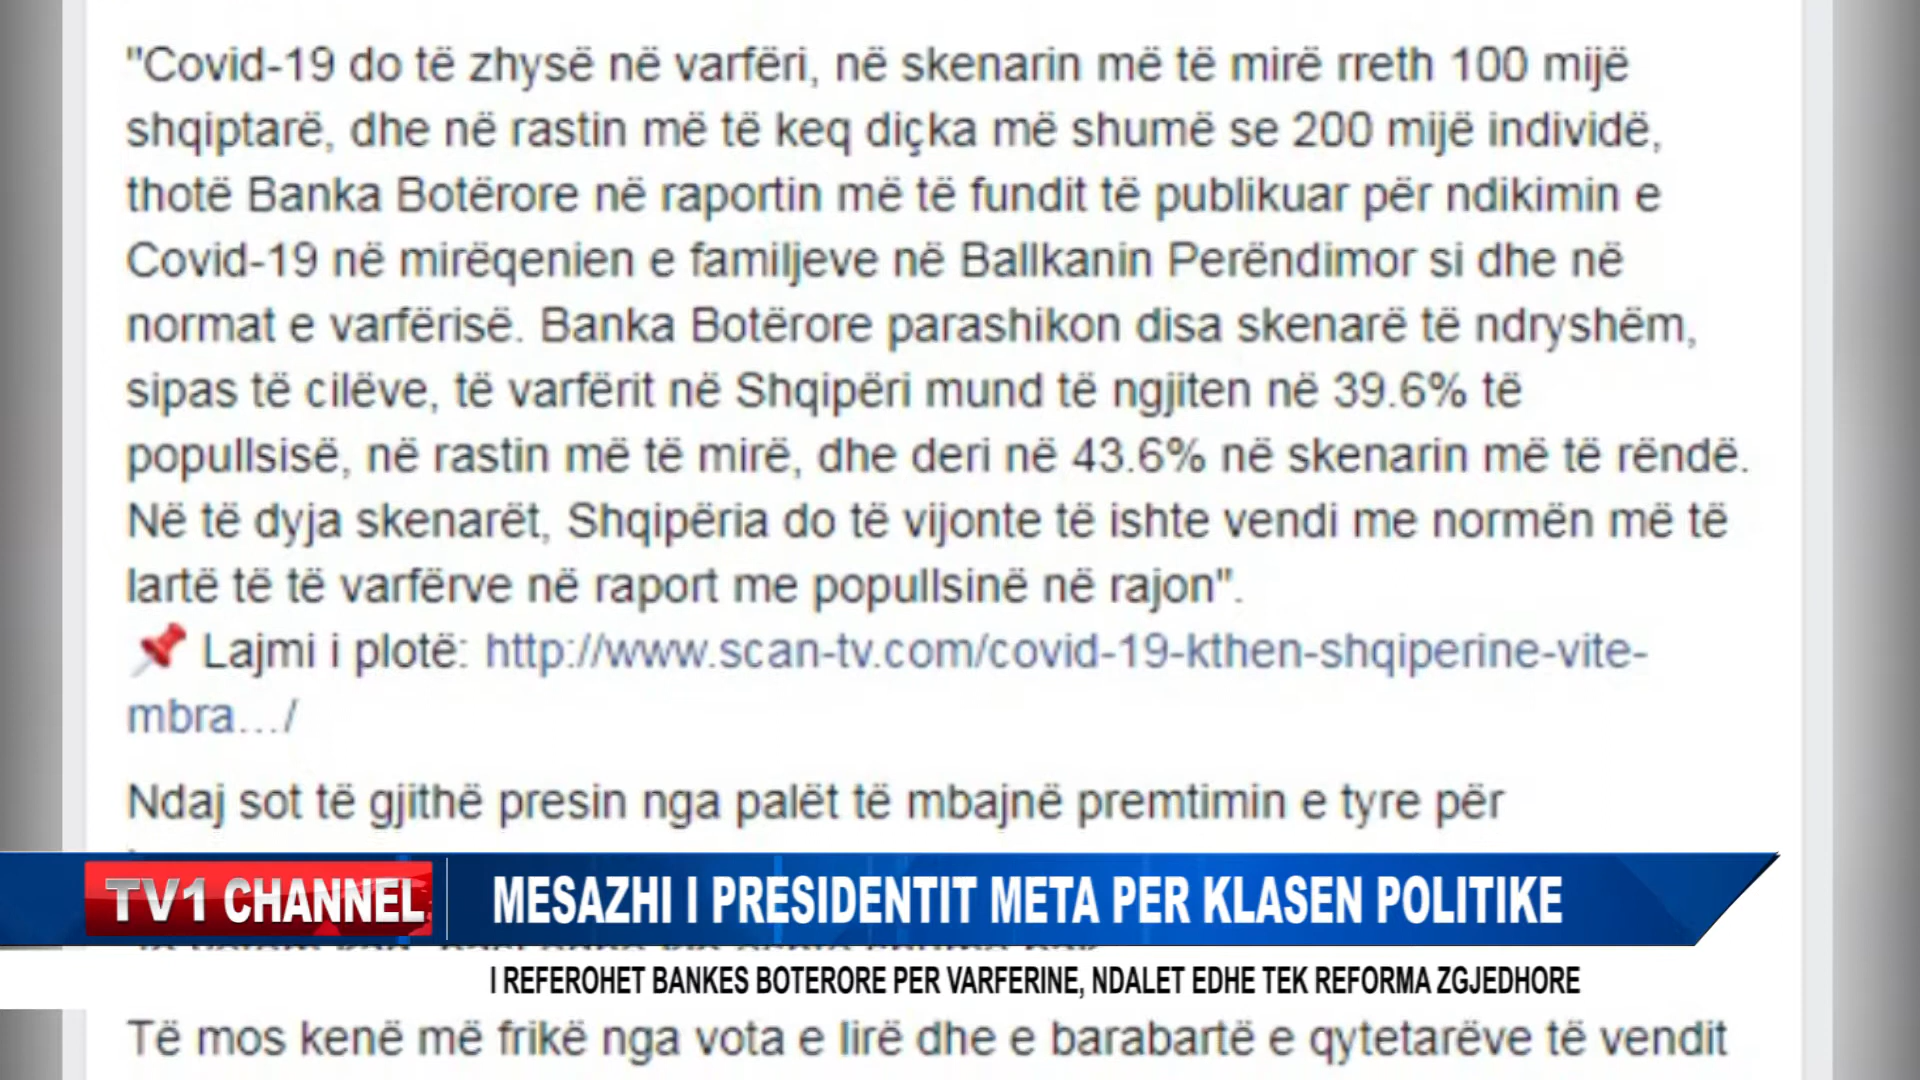 "Covid-19 do të zhysë në varfëri, në skenarin më të mirë rreth 100 mijë
shqiptarë, dhe në rastin më të keq diçka më shumë se 200 mijë individë,
thotë Banka Botërore në raportin më të fundit të publikuar për ndikimin e
Covid-19 në mirëqenien e familjeve në Ballkanin Perëndimor si dhe në
normat e varfërisë. Banka Botërore parashikon disa skenarë të ndryshëm,
sipas të cilëve, të varfërit në Shqipëri mund të ngjiten në 39.6% të
popullsisë, në rastin më të mirë, dhe deri në 43.6% në skenarin më të rëndë.
Në të dyja skenarët, Shqipëria do të vijonte të ishte vendi me normën më të
lartë të të varfërve në raport me popullsinë në rajon".
📌 Lajmi i plotë: http://www.scan-tv.com/covid-19-kthen-shqiperine-vite-
mbra.../
Ndaj sot të gjithë presin nga palët të mbajnë premtimin e tyre për
TV1 CHANNEL
MESAZHI I PRESIDENTIT META PER KLASEN POLITIKE
I REFEROHET BANKES BOTERORE PER VARFERINE, NDALET EDHE TEK REFORMA ZGJEDHORE
Të mos kenë më frikë nga vota e lirë dhe e barabartë e qytetarëve të vendit